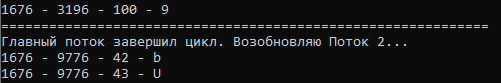 1676 - 3196 - 100 - 9
=============================================================
Главный поток завершил цикл. Возобновляю Поток 2...
1676 - 9776 - 42 - b
1676 - 9776 - 43 - U